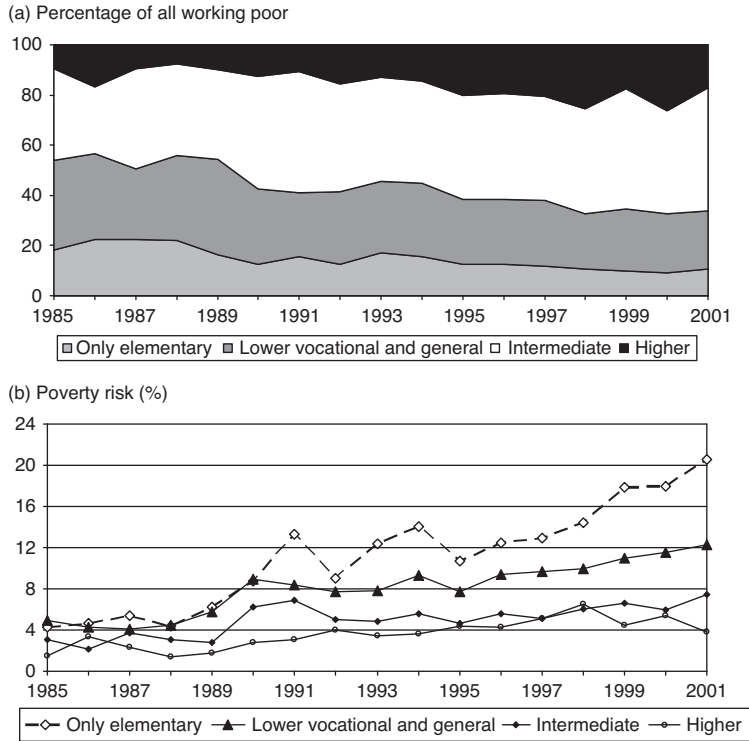 (a) Percentage of all working poor
100
80
60
40
20
0
1985 1987 1989 1991 1993 1995 1997 1999 2001
Only elementary Lower vocational and general Intermediate Higher
(b) Poverty risk (%)
24
20
16
12
8
4
0
1985 1987 1989 1991 1993 1995 1997 1999 2001
Only elementary Lower vocational and general Intermediate Higher